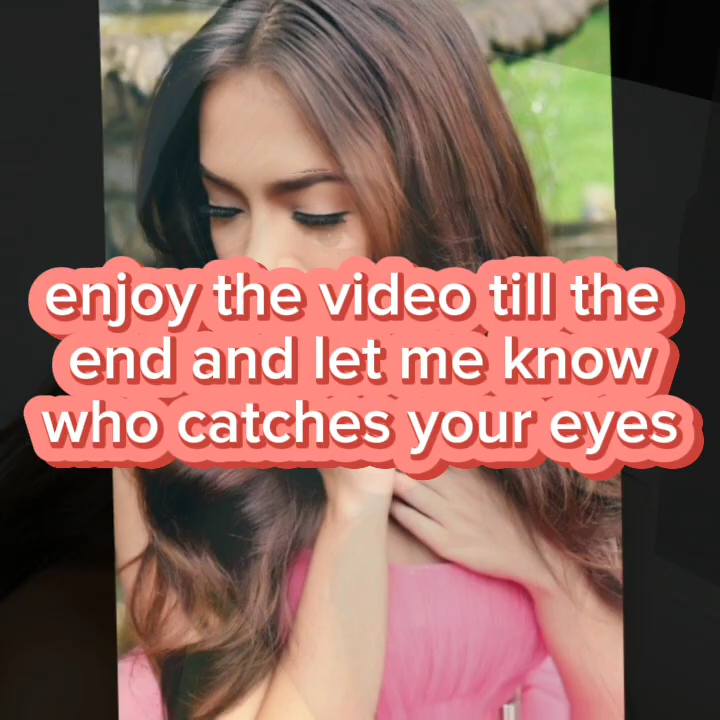 enjoy the video till the
end and let me know
who catches your eyes